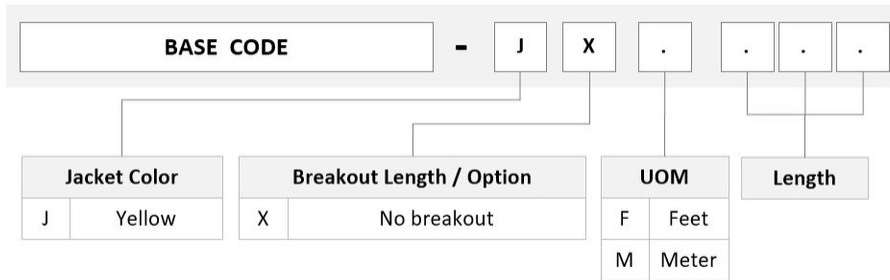 BASE CODE - J X . . . .
Jacket Color Breakout Length / Option UOM Length
J Yellow X No breakout F Feet
M Meter